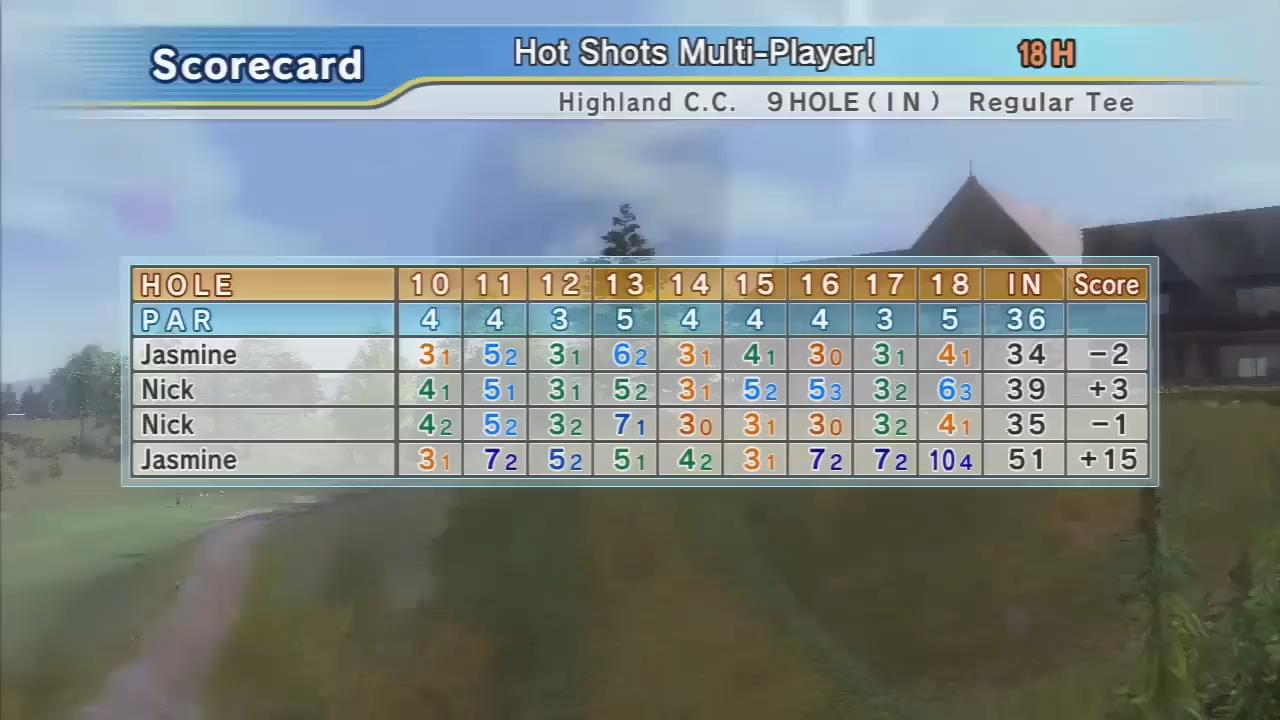 Scorecard Hot Shots Multi-Player! 18 H
Highland C.C. 9HOLE(IN) Regular Tee
HOLE 10 11 12 13 14 15 16 17 18 IN Score
PAR 4 4 3 5 4 4 4 3 5 36
Jasmine 3 1 5 2 3 1 6 2 3 1 4 1 3 0 3 1 4 1 34 -2
Nick 4 1 5 1 3 1 5 2 3 1 5 2 5 3 3 2 6 3 39 +3
Nick 4 2 5 2 3 2 7 1 3 0 3 1 3 0 3 2 4 1 35 -1
Jasmine 3 1 7 2 5 2 5 1 4 2 3 1 7 2 7 2 10 4 51 +15